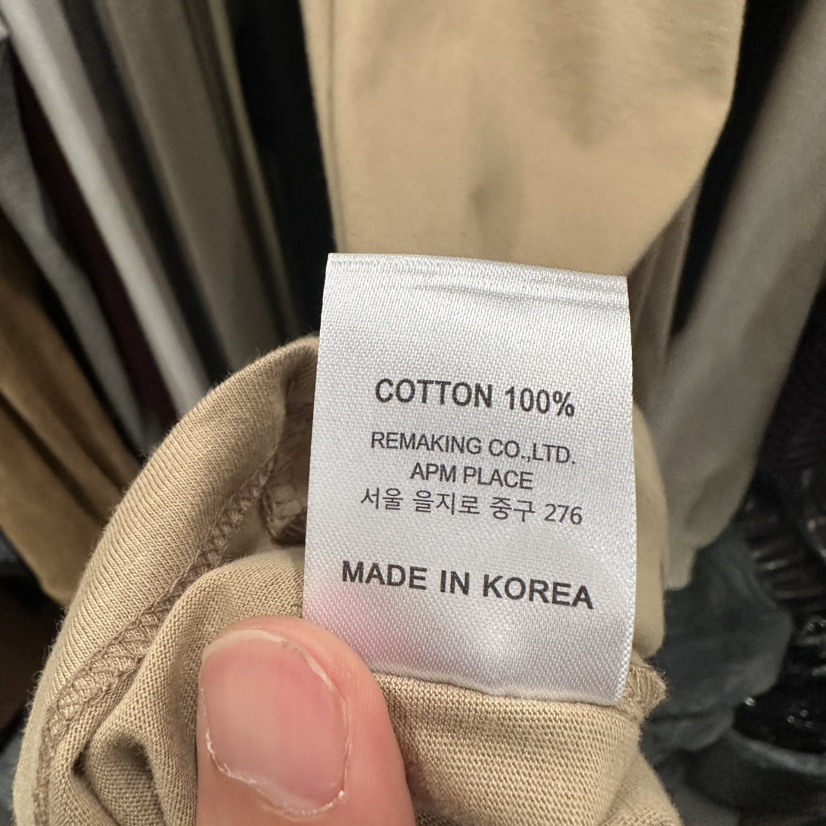 COTTON 100%
REMAKING CO.,LTD.
APM PLACE
서울 을지로 중구 276
MADE IN KOREA